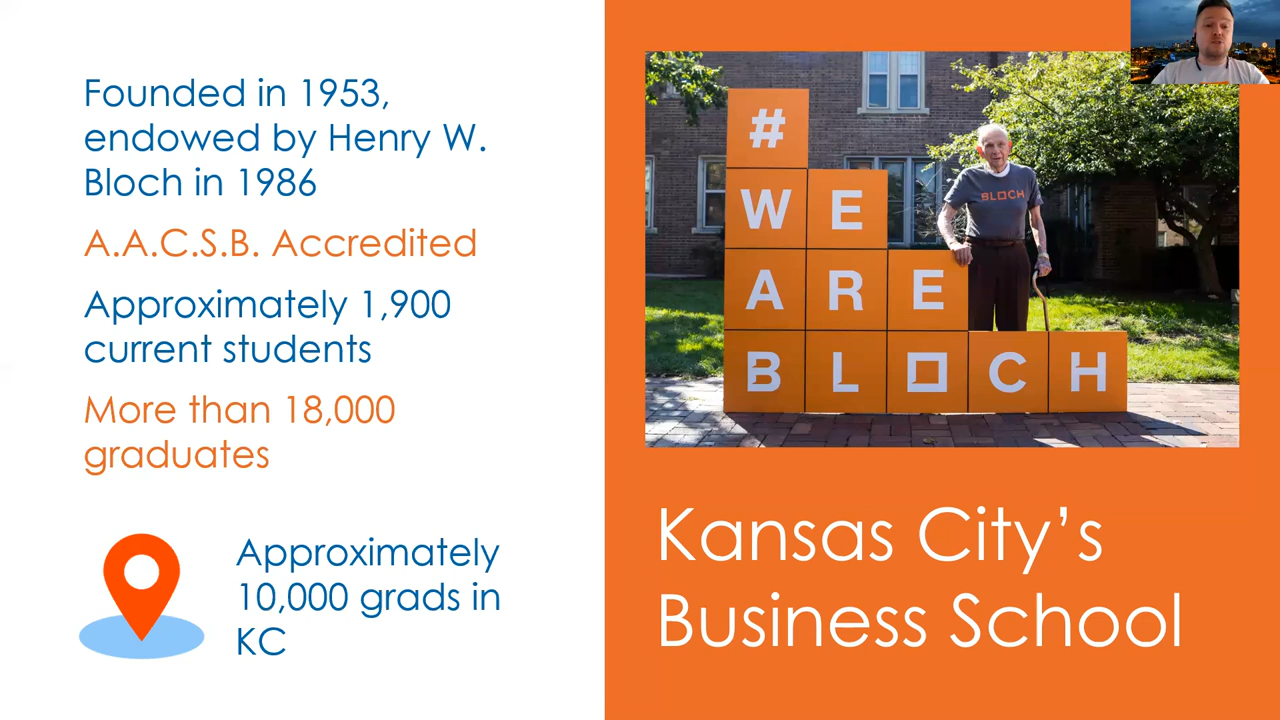 Founded in 1953,
endowed by Henry W.
Bloch in 1986
A.A.C.S.B. Accredited
Approximately 1,900
current students
More than 18,000
graduates
Approximately
10,000 grads in
KC
#
WE
ARE
BLOCH
BLOCH
Kansas City's
Business School